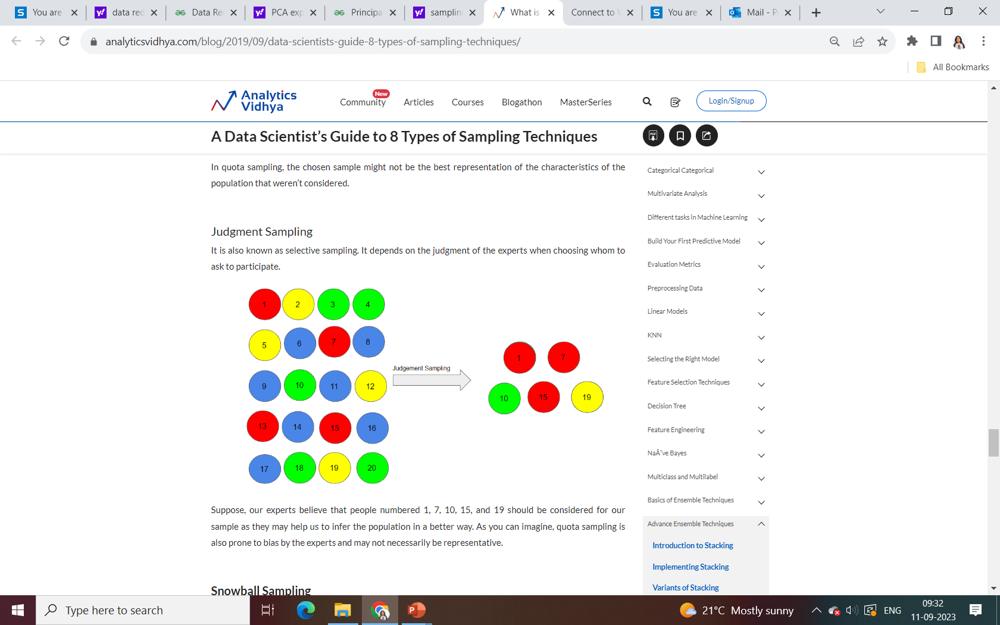 You are
data red
Data Re
PCA exp
Principa
sampling
What is
Connect to
You are
Mail - P
analyticsvidhya.com/blog/2019/09/data-scientists-guide-8-types-of-sampling-techniques/
All Bookmarks
Analytics
Vidhya
New
Community
Articles
Courses
Blogathon
MasterSeries
Login/Signup
A Data Scientist’s Guide to 8 Types of Sampling Techniques
PDF
In quota sampling, the chosen sample might not be the best representation of the characteristics of the
population that weren’t considered.
Judgment Sampling
It is also known as selective sampling. It depends on the judgment of the experts when choosing whom to
ask to participate.
1 2 3 4
5 6 7 8
9 10 11 12
13 14 15 16
17 18 19 20
Judgement Sampling
1 7
10 15 19
Suppose, our experts believe that people numbered 1, 7, 10, 15, and 19 should be considered for our
sample as they may help us to infer the population in a better way. As you can imagine, quota sampling is
also prone to bias by the experts and may not necessarily be representative.
Snowball Sampling
Categorical Categorical
Multivariate Analysis
Different tasks in Machine Learning
Build Your First Predictive Model
Evaluation Metrics
Preprocessing Data
Linear Models
KNN
Selecting the Right Model
Feature Selection Techniques
Decision Tree
Feature Engineering
NaÃ¯ve Bayes
Multiclass and Multilabel
Basics of Ensemble Techniques
Advance Ensemble Techniques
Introduction to Stacking
Implementing Stacking
Variants of Stacking
Type here to search
21°C Mostly sunny
ENG
09:32
11-09-2023